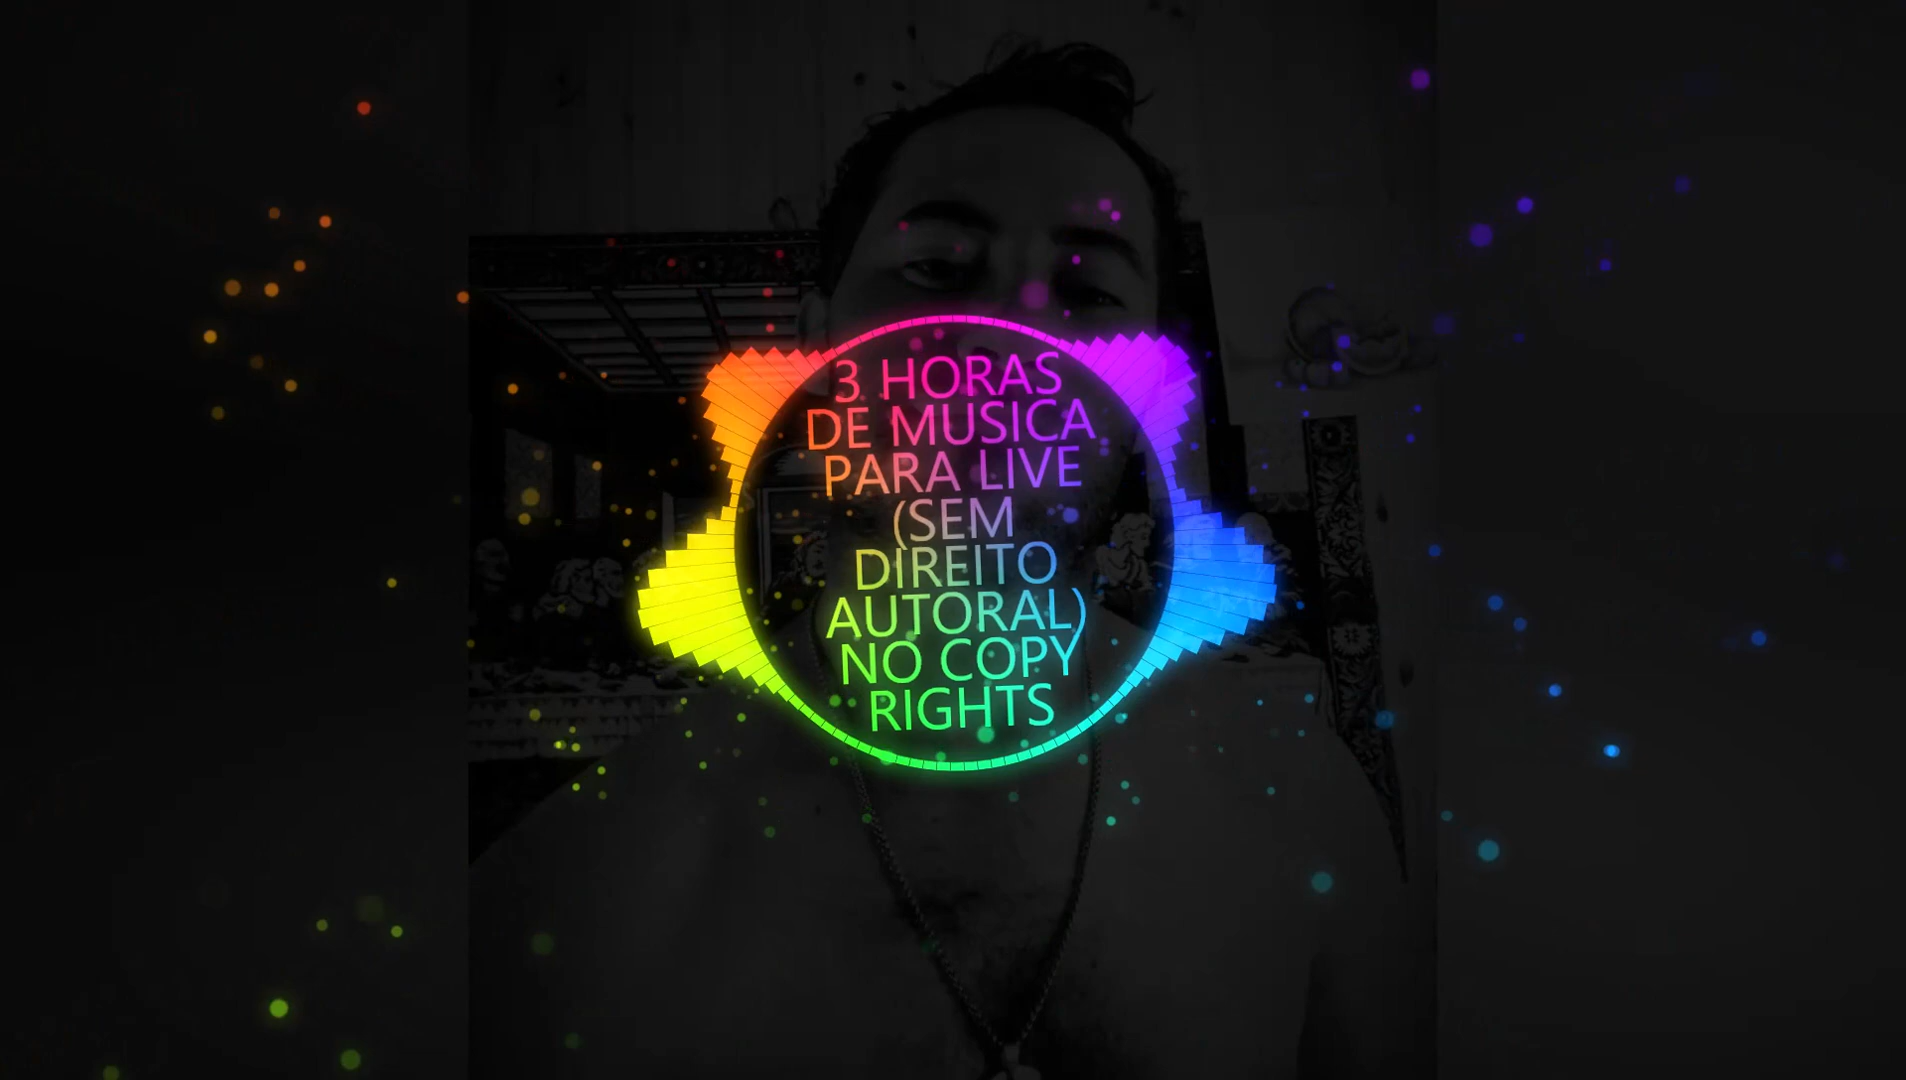 3 HORAS
DE MUSICA
PARA LIVE
(SEM
DIREITO
AUTORAL)
NO COPY
RIGHTS